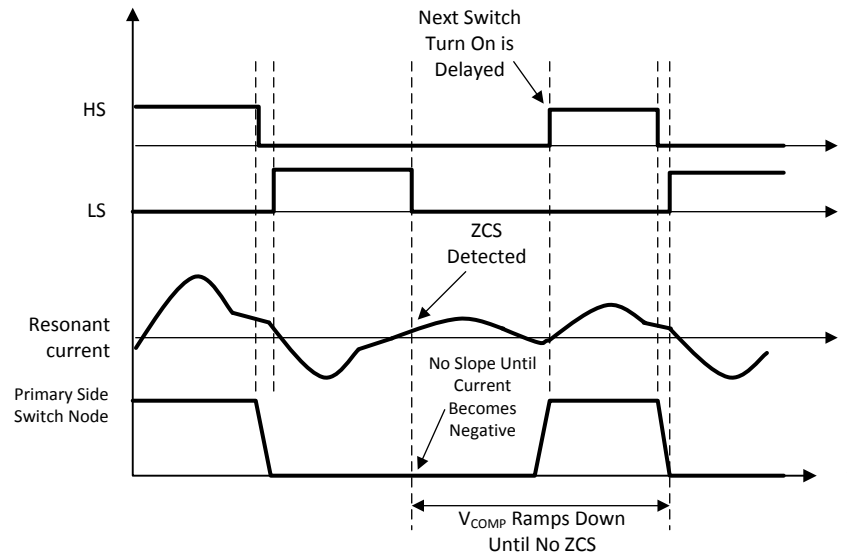 Next Switch
Turn On is
Delayed
HS
LS
ZCS
Detected
Resonant
current
No Slope Until
Current
Becomes
Negative
Primary Side
Switch Node
VCOMP Ramps Down
Until No ZCS